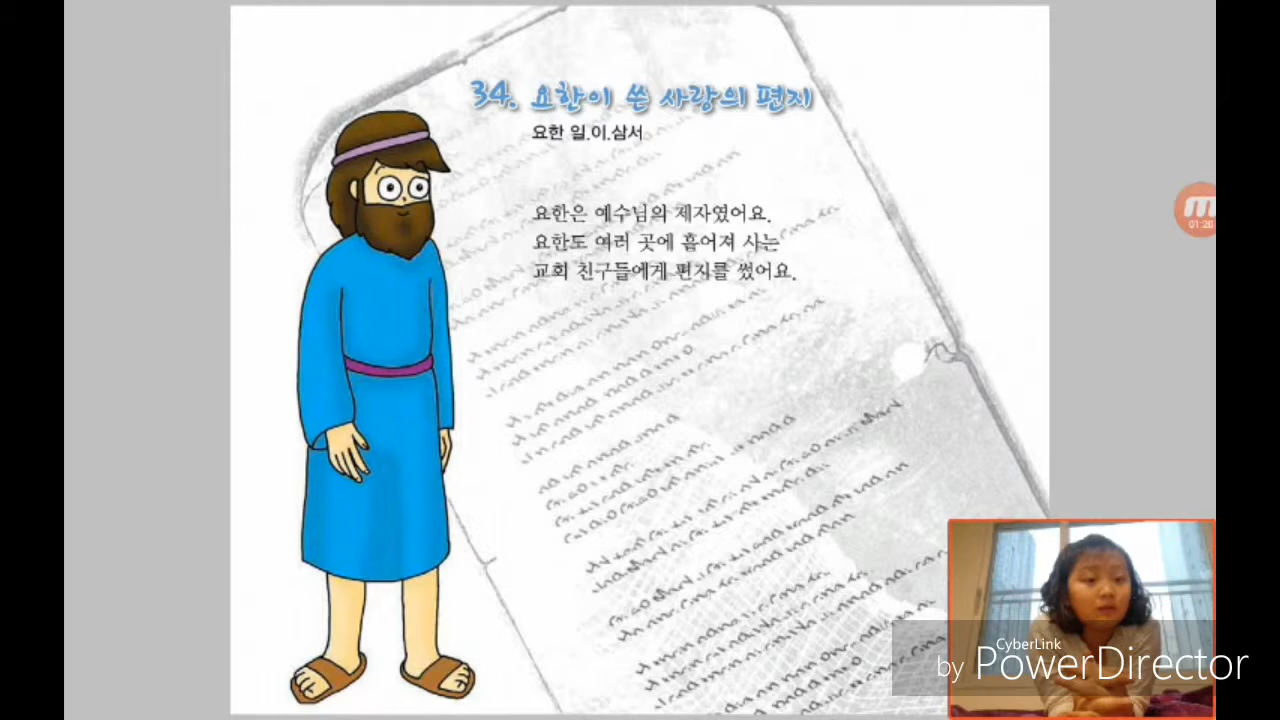 34. 요한이 쓴 사랑의 편지
요한 일.이.삼서
요한은 예수님의 제자였어요.
요한도 여러 곳에 흩어져 사는
교회 친구들에게 편지를 썼어요.
01:20
CyberLink
by PowerDirector